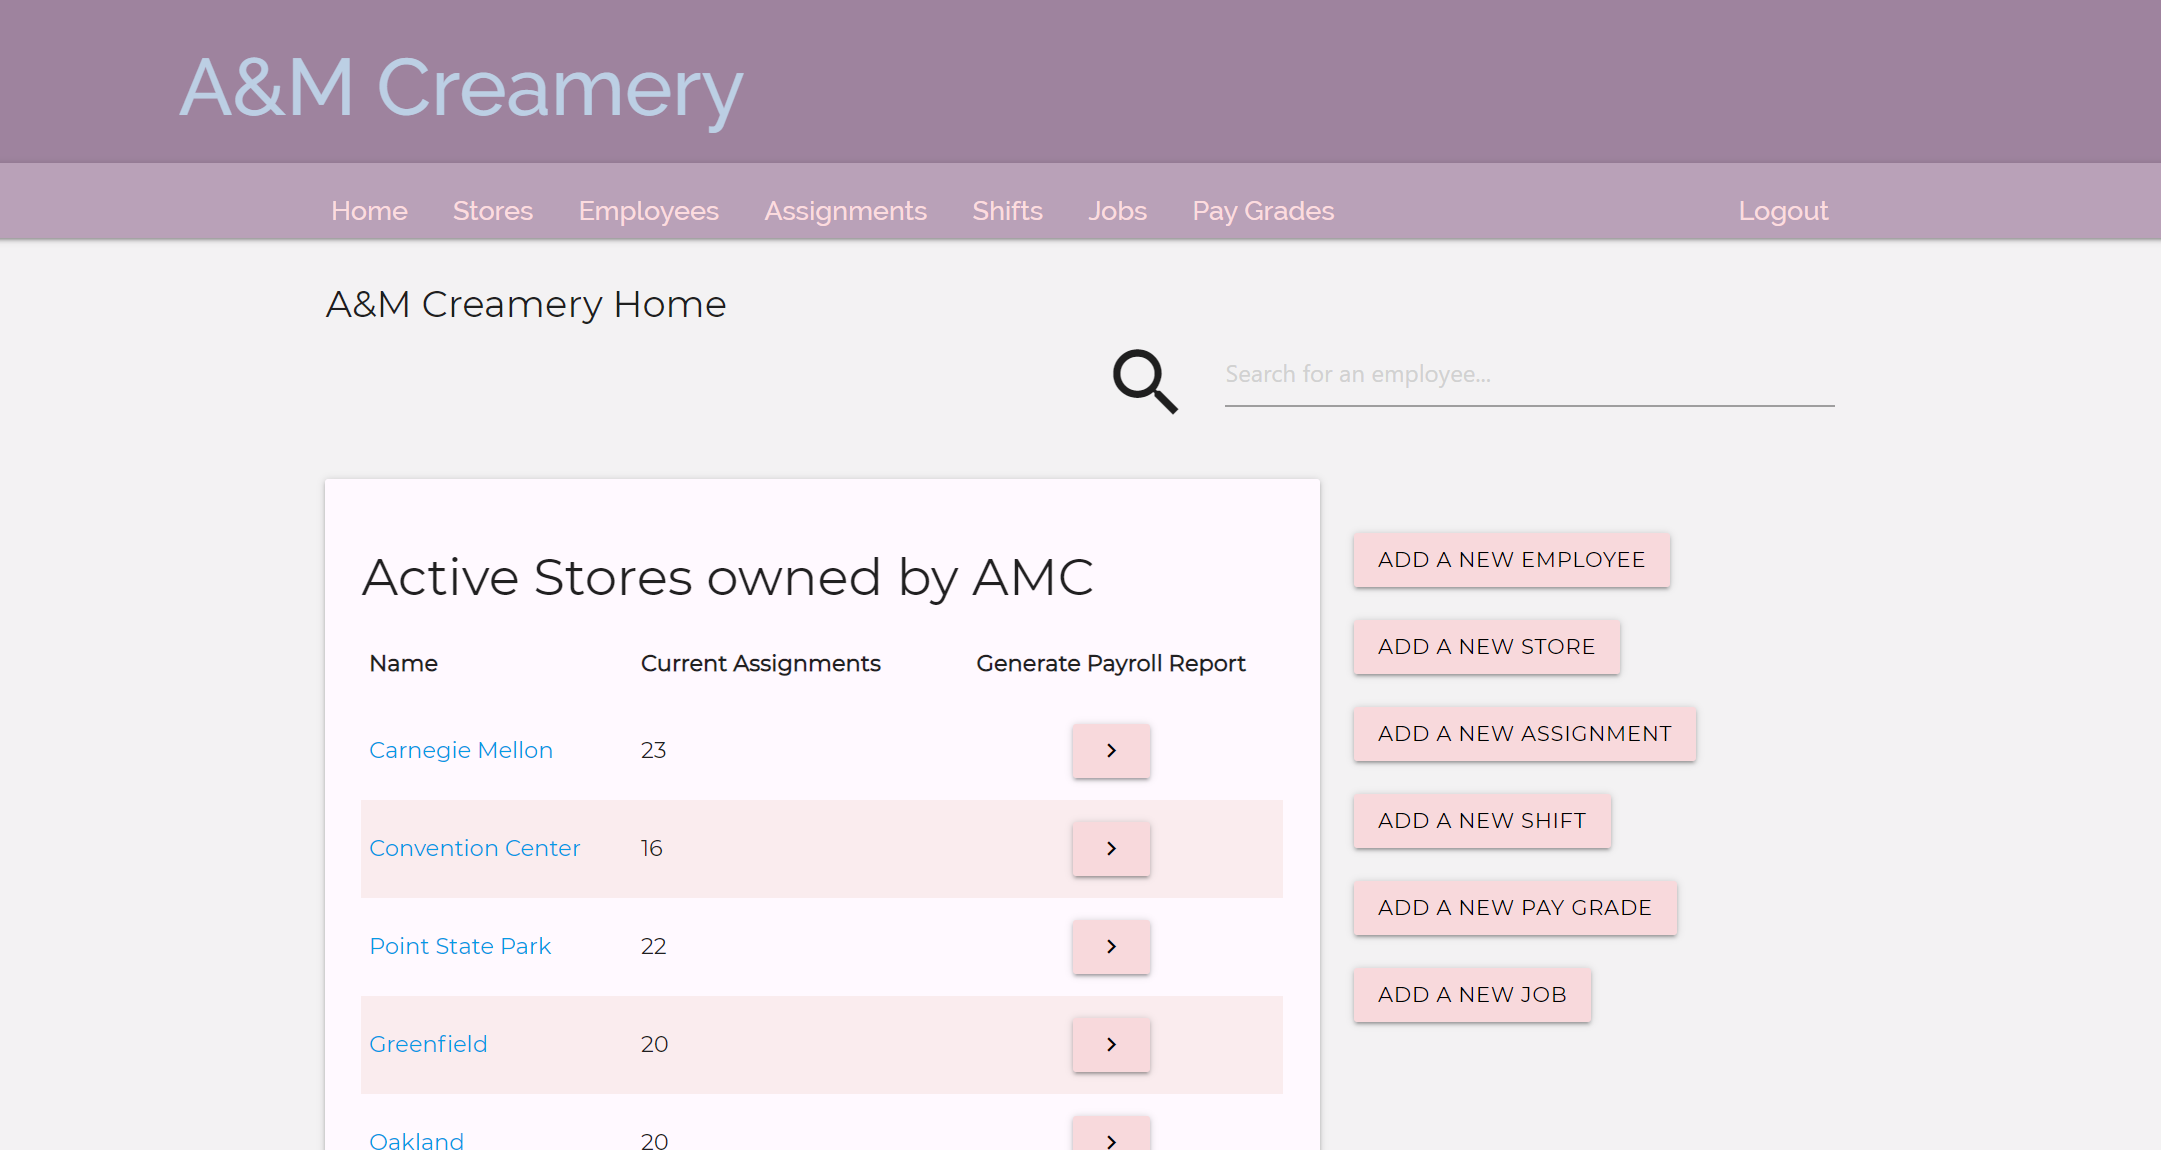 A&M Creamery
Home Stores Employees Assignments Shifts Jobs Pay Grades Logout
A&M Creamery Home
Search for an employee...
Active Stores owned by AMC
Name Current Assignments Generate Payroll Report
Carnegie Mellon 23
Convention Center 16
Point State Park 22
Greenfield 20
Oakland 20
ADD A NEW EMPLOYEE
ADD A NEW STORE
ADD A NEW ASSIGNMENT
ADD A NEW SHIFT
ADD A NEW PAY GRADE
ADD A NEW JOB